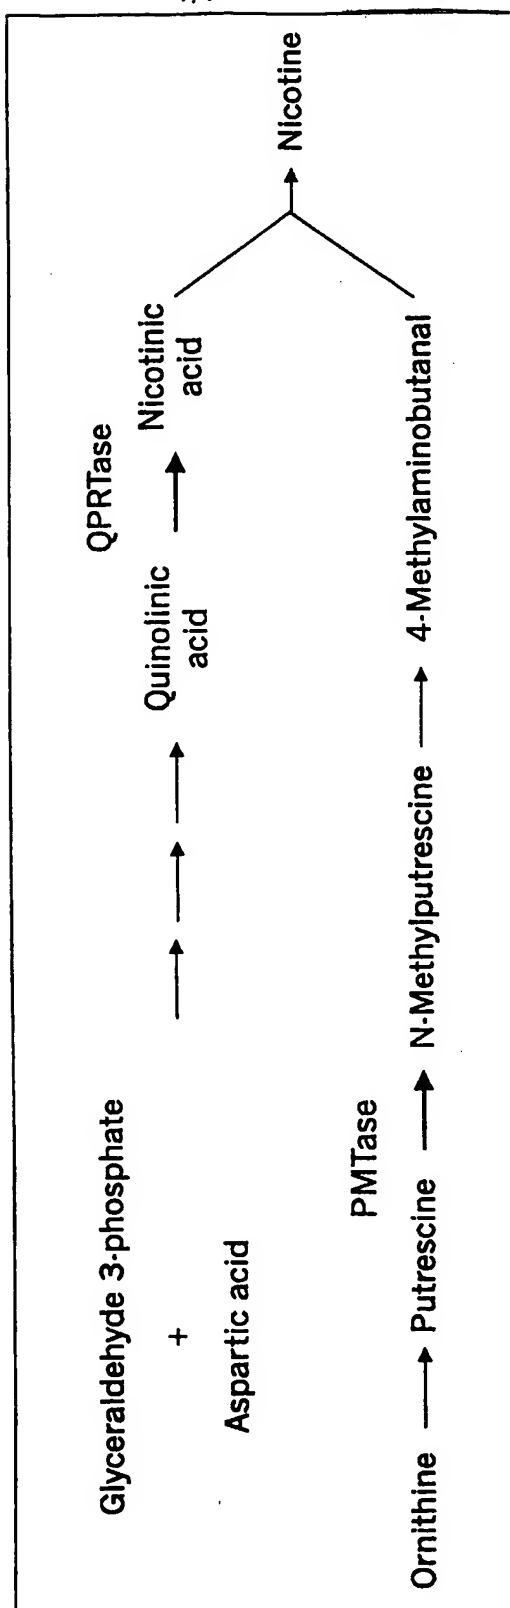 Glyceraldehyde 3-phosphate
+
Aspartic acid
Quinolinic
acid
QPRTase
Nicotinic
acid
Nicotine
Ornithine
Putrescine
PMTase
N-Methylputrescine
4-Methylaminobutanal